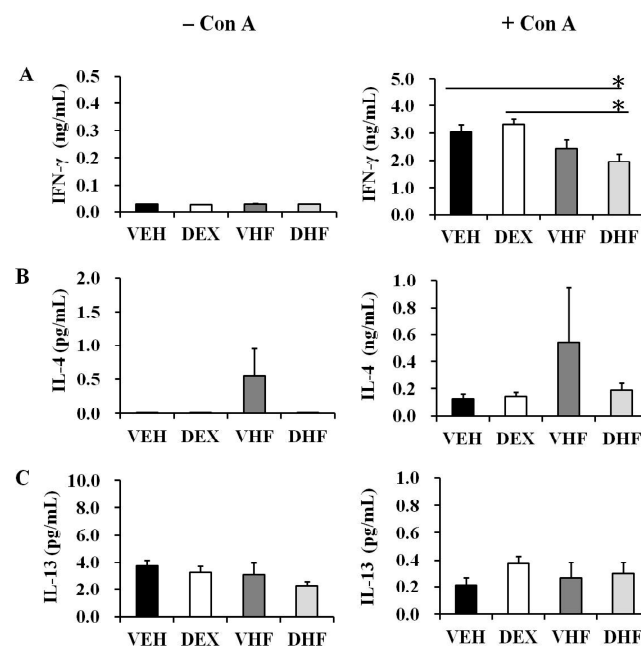 – Con A
+ Con A
A
IFN-γ (ng/mL)
0.5
0.4
0.3
0.2
0.1
0.0
VEH DEX VHF DHF
IFN-γ (ng/mL)
5.0
4.0
3.0
2.0
1.0
0.0
*
*
VEH DEX VHF DHF
B
IL-4 (pg/mL)
2.0
1.5
1.0
0.5
0.0
VEH DEX VHF DHF
IL-4 (ng/mL)
1.0
0.8
0.6
0.4
0.2
0.0
VEH DEX VHF DHF
C
IL-13 (pg/mL)
10.0
8.0
6.0
4.0
2.0
0.0
VEH DEX VHF DHF
IL-13 (pg/mL)
1.0
0.8
0.6
0.4
0.2
0.0
VEH DEX VHF DHF